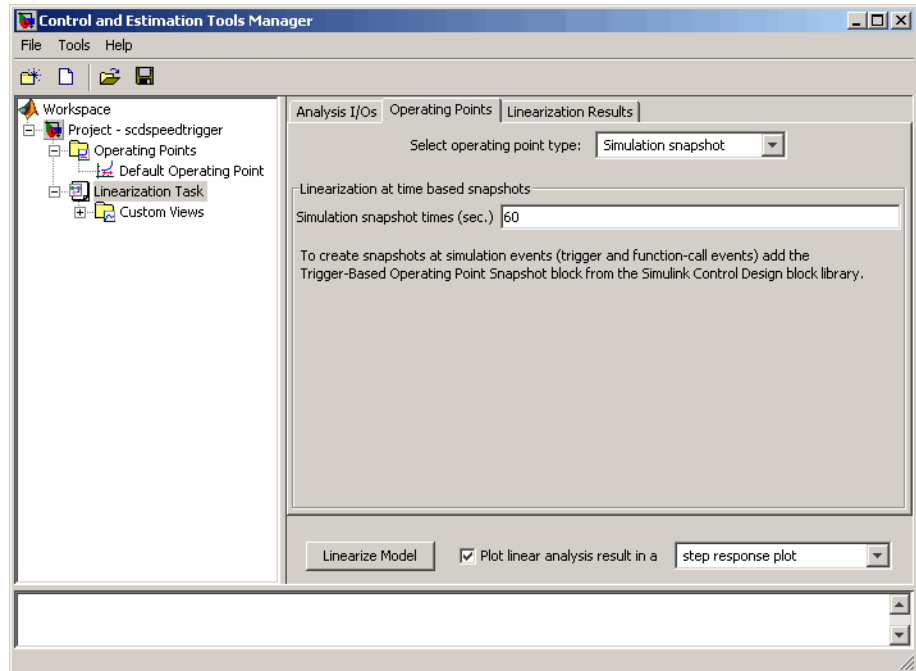 Control and Estimation Tools Manager
File Tools Help
Workspace
Project - scdspeedtrigger
Operating Points
Default Operating Point
Linearization Task
Custom Views
Analysis I/Os Operating Points Linearization Results
Select operating point type: Simulation snapshot
Linearization at time based snapshots
Simulation snapshot times (sec.) 60
To create snapshots at simulation events (trigger and function-call events) add the
Trigger-Based Operating Point Snapshot block from the Simulink Control Design block library.
Linearize Model Plot linear analysis result in a step response plot